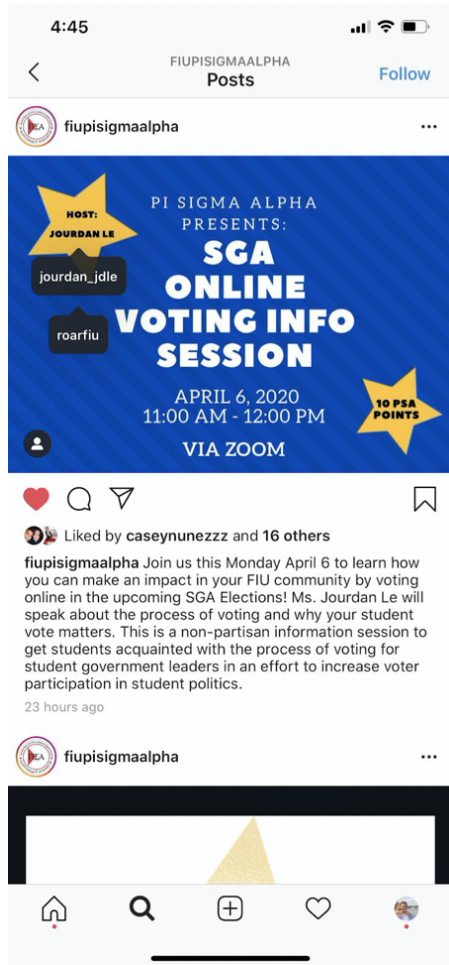 4:45
FIUPISIGMAALPHA
Posts
Follow
fiupisigmaalpha
HOST:
JOURDAN LE
jourdan_jdle
roarfiu
PI SIGMA ALPHA
PRESENTS:
SGA
ONLINE
VOTING INFO
SESSION
APRIL 6, 2020
11:00 AM - 12:00 PM
VIA ZOOM
10 PSA
POINTS
Liked by caseynunezzz and 16 others
fiupisigmaalpha Join us this Monday April 6 to learn how
you can make an impact in your FIU community by voting
online in the upcoming SGA Elections! Ms. Jourdan Le will
speak about the process of voting and why your student
vote matters. This is a non-partisan information session to
get students acquainted with the process of voting for
student government leaders in an effort to increase voter
participation in student politics.
23 hours ago
fiupisigmaalpha